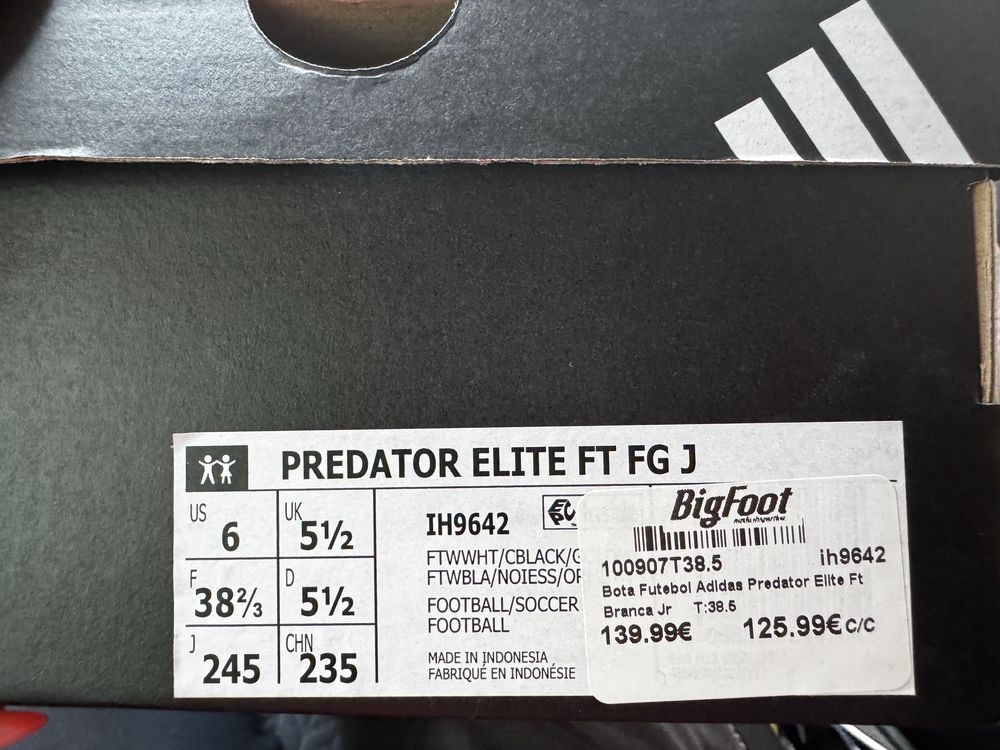 PREDATOR ELITE FT FG J
US 6
UK 5½
F 38⅔
D 5½
J 245
CHN 235
IH9642
FTWWHT/CBLACK/
FTWBLA/NOIESS/
FOOTBALL/SOCCER
FOOTBALL
MADE IN INDONESIA
FABRIQUÉ EN INDONÉSIE
BigFoot
100907T38.5 ih9642
Bota Futebol Adidas Predator Elite Ft
Branca Jr T:38.5
139.99€ 125.99€ C/C